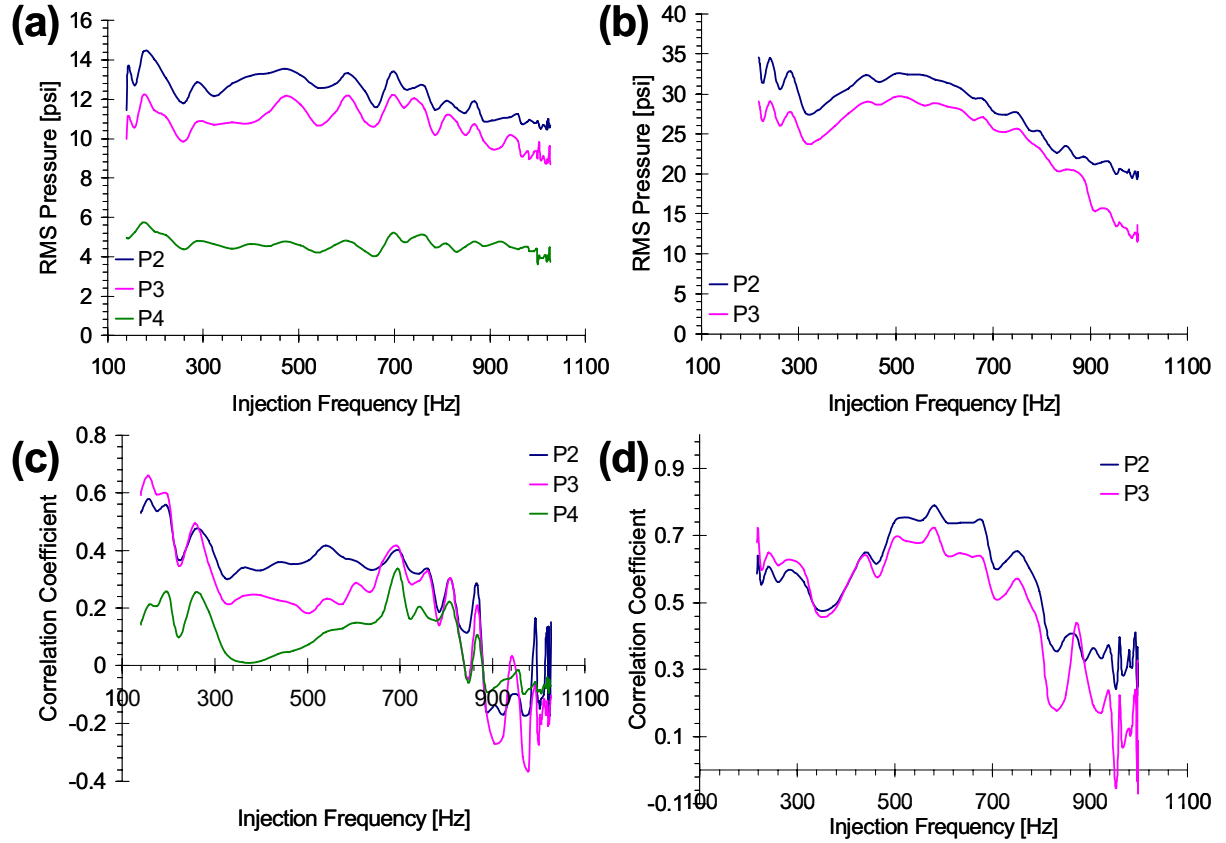 (a)
RMS Pressure [psi]
16
14
12
10
8
6
4
2
0
P2
P3
P4
100 300 500 700 900 1100
Injection Frequency [Hz]
(b)
RMS Pressure [psi]
40
35
30
25
20
15
10
5
0
P2
P3
100 300 500 700 900 1100
Injection Frequency [Hz]
(c)
Correlation Coefficient
0.8
0.6
0.4
0.2
0
-0.2
-0.4
P2
P3
P4
100 300 500 700 900 1100
Injection Frequency [Hz]
(d)
Correlation Coefficient
0.9
0.7
0.5
0.3
0.1
-0.1
P2
P3
100 300 500 700 900 1100
Injection Frequency [Hz]